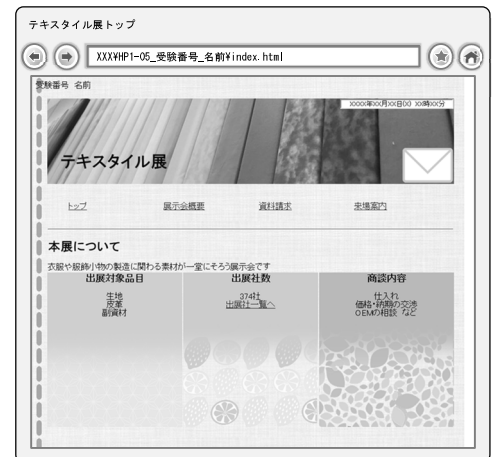 テキスタイル展トップ
XXX¥HP1-05_受験番号_名前¥index.html
受験番号 名前
xxxx年xx月xx日00 xx時xx分
テキスタイル展
トップ 展示会概要 資料請求 来場案内
本展について
衣服や服飾小物の製造に関わる素材が一堂にそろう展示会です
出展対象品目 出展社数 商談内容
生地 374社 仕入れ
皮革 出展社一覧へ 価格・納期の交渉
副資材 OEMの相談 など